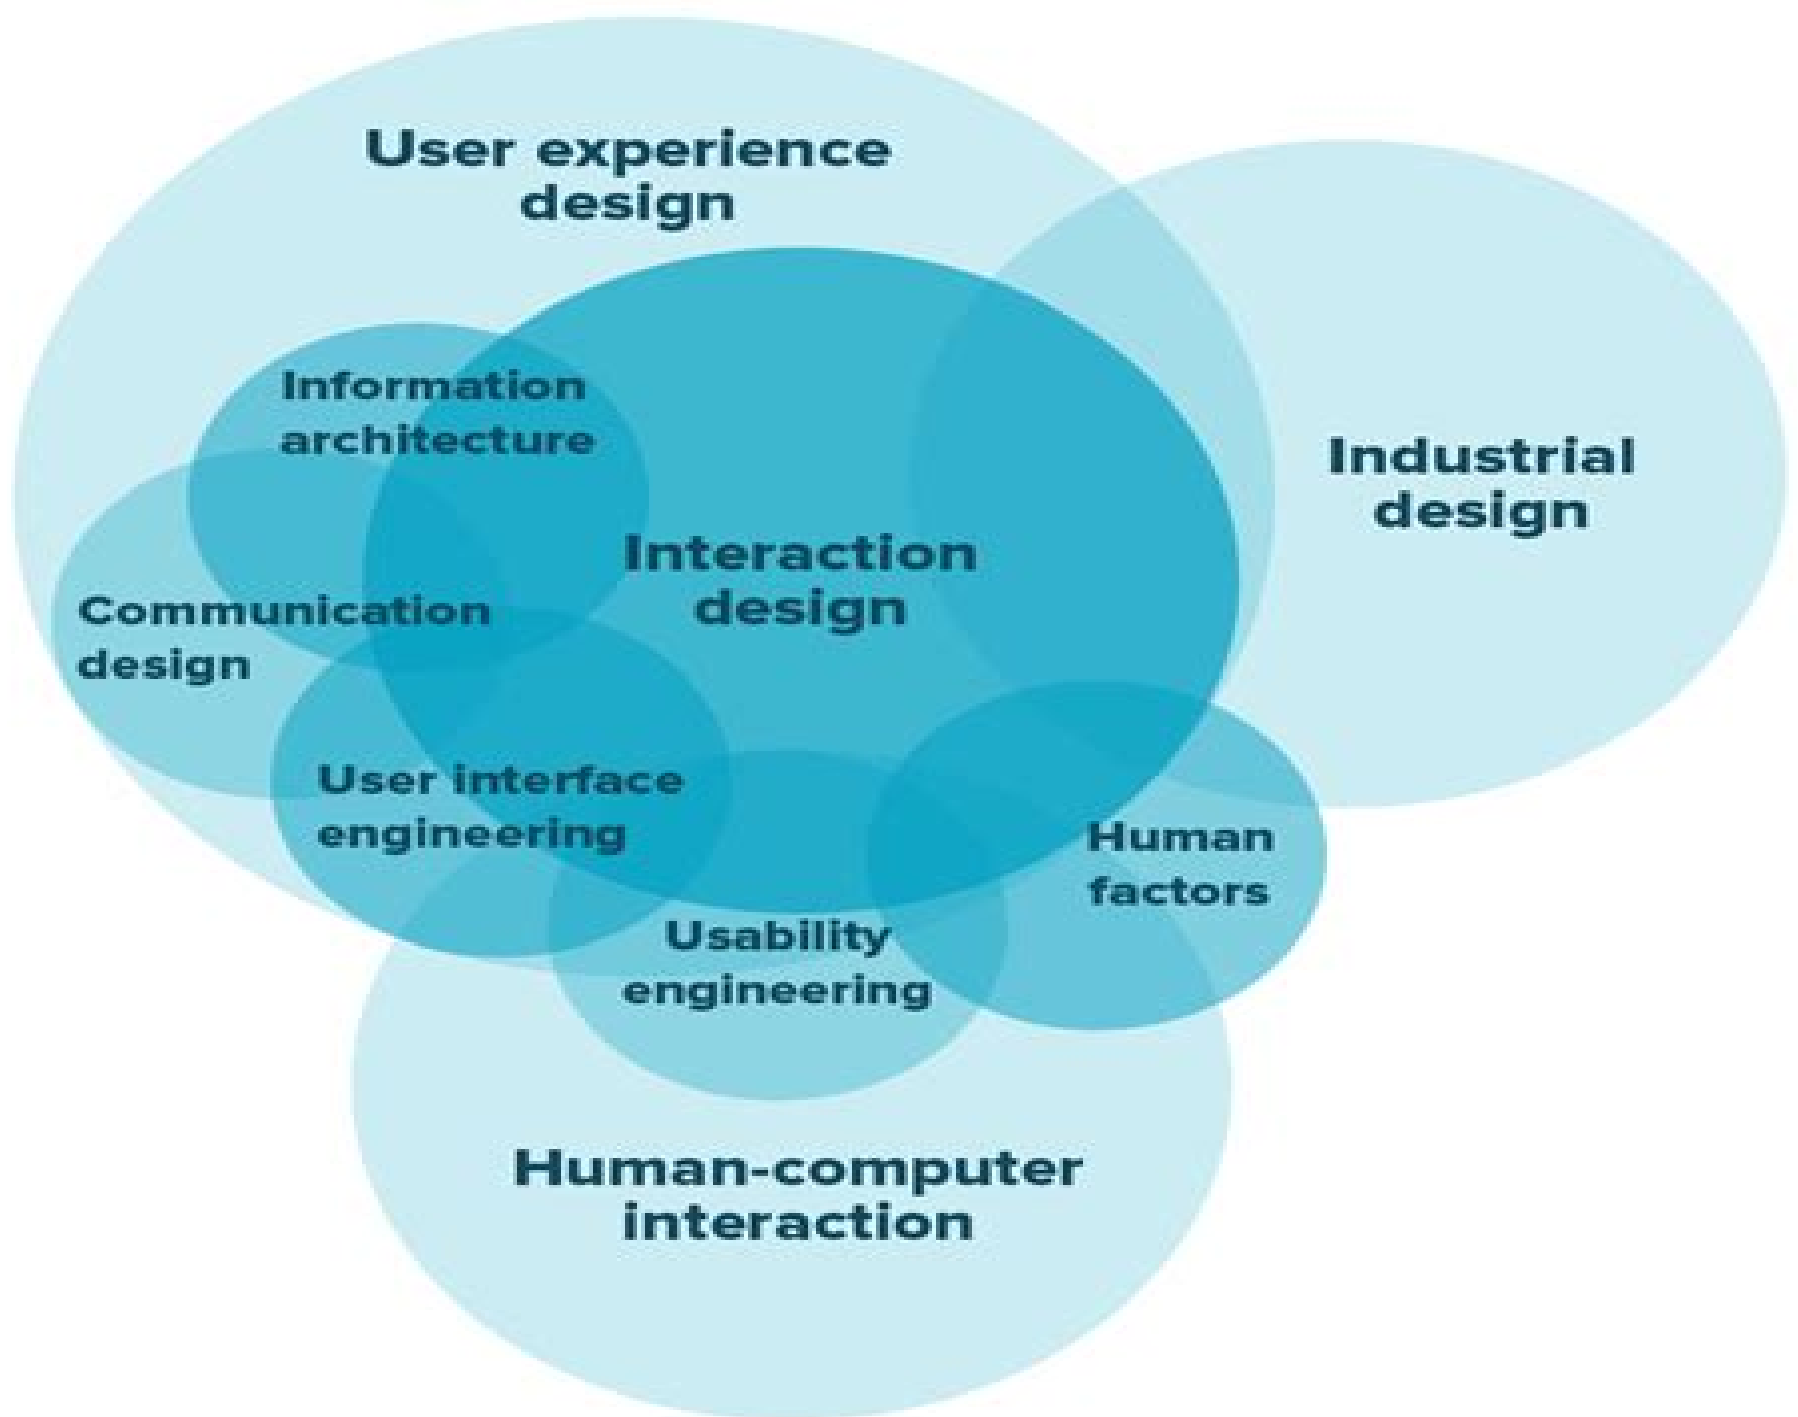 User experience
design
Information
architecture
Industrial
design
Interaction
design
Communication
design
User interface
engineering
Human
factors
Usability
engineering
Human-computer
interaction